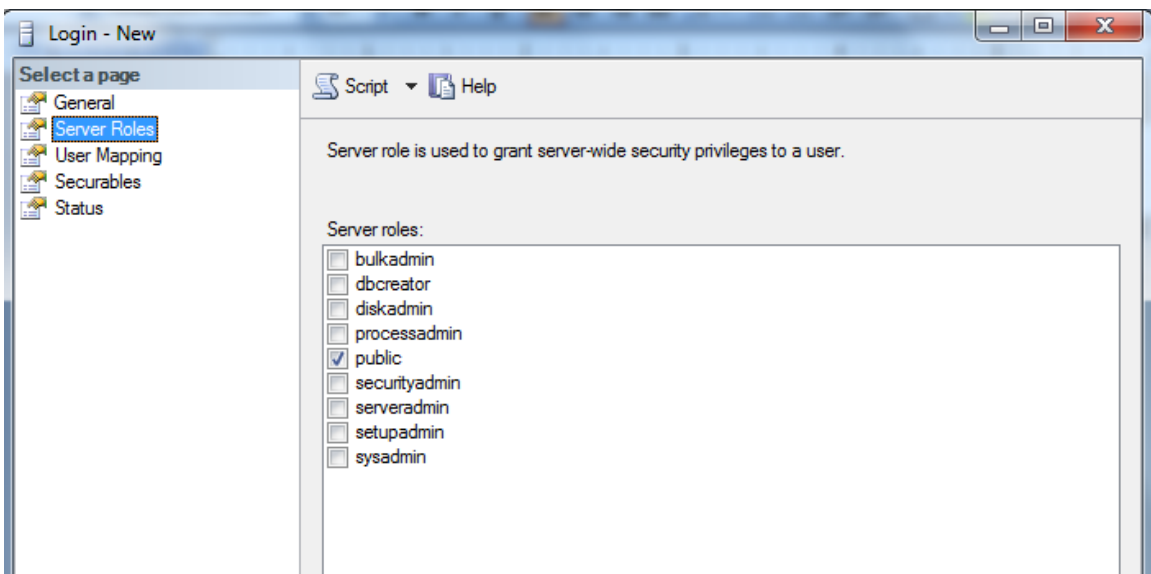 Login - New
Select a page
General
Server Roles
User Mapping
Securables
Status
Script
Help
Server role is used to grant server-wide security privileges to a user.
Server roles:
bulkadmin
dbcreator
diskadmin
processadmin
public
securityadmin
serveradmin
setupadmin
sysadmin